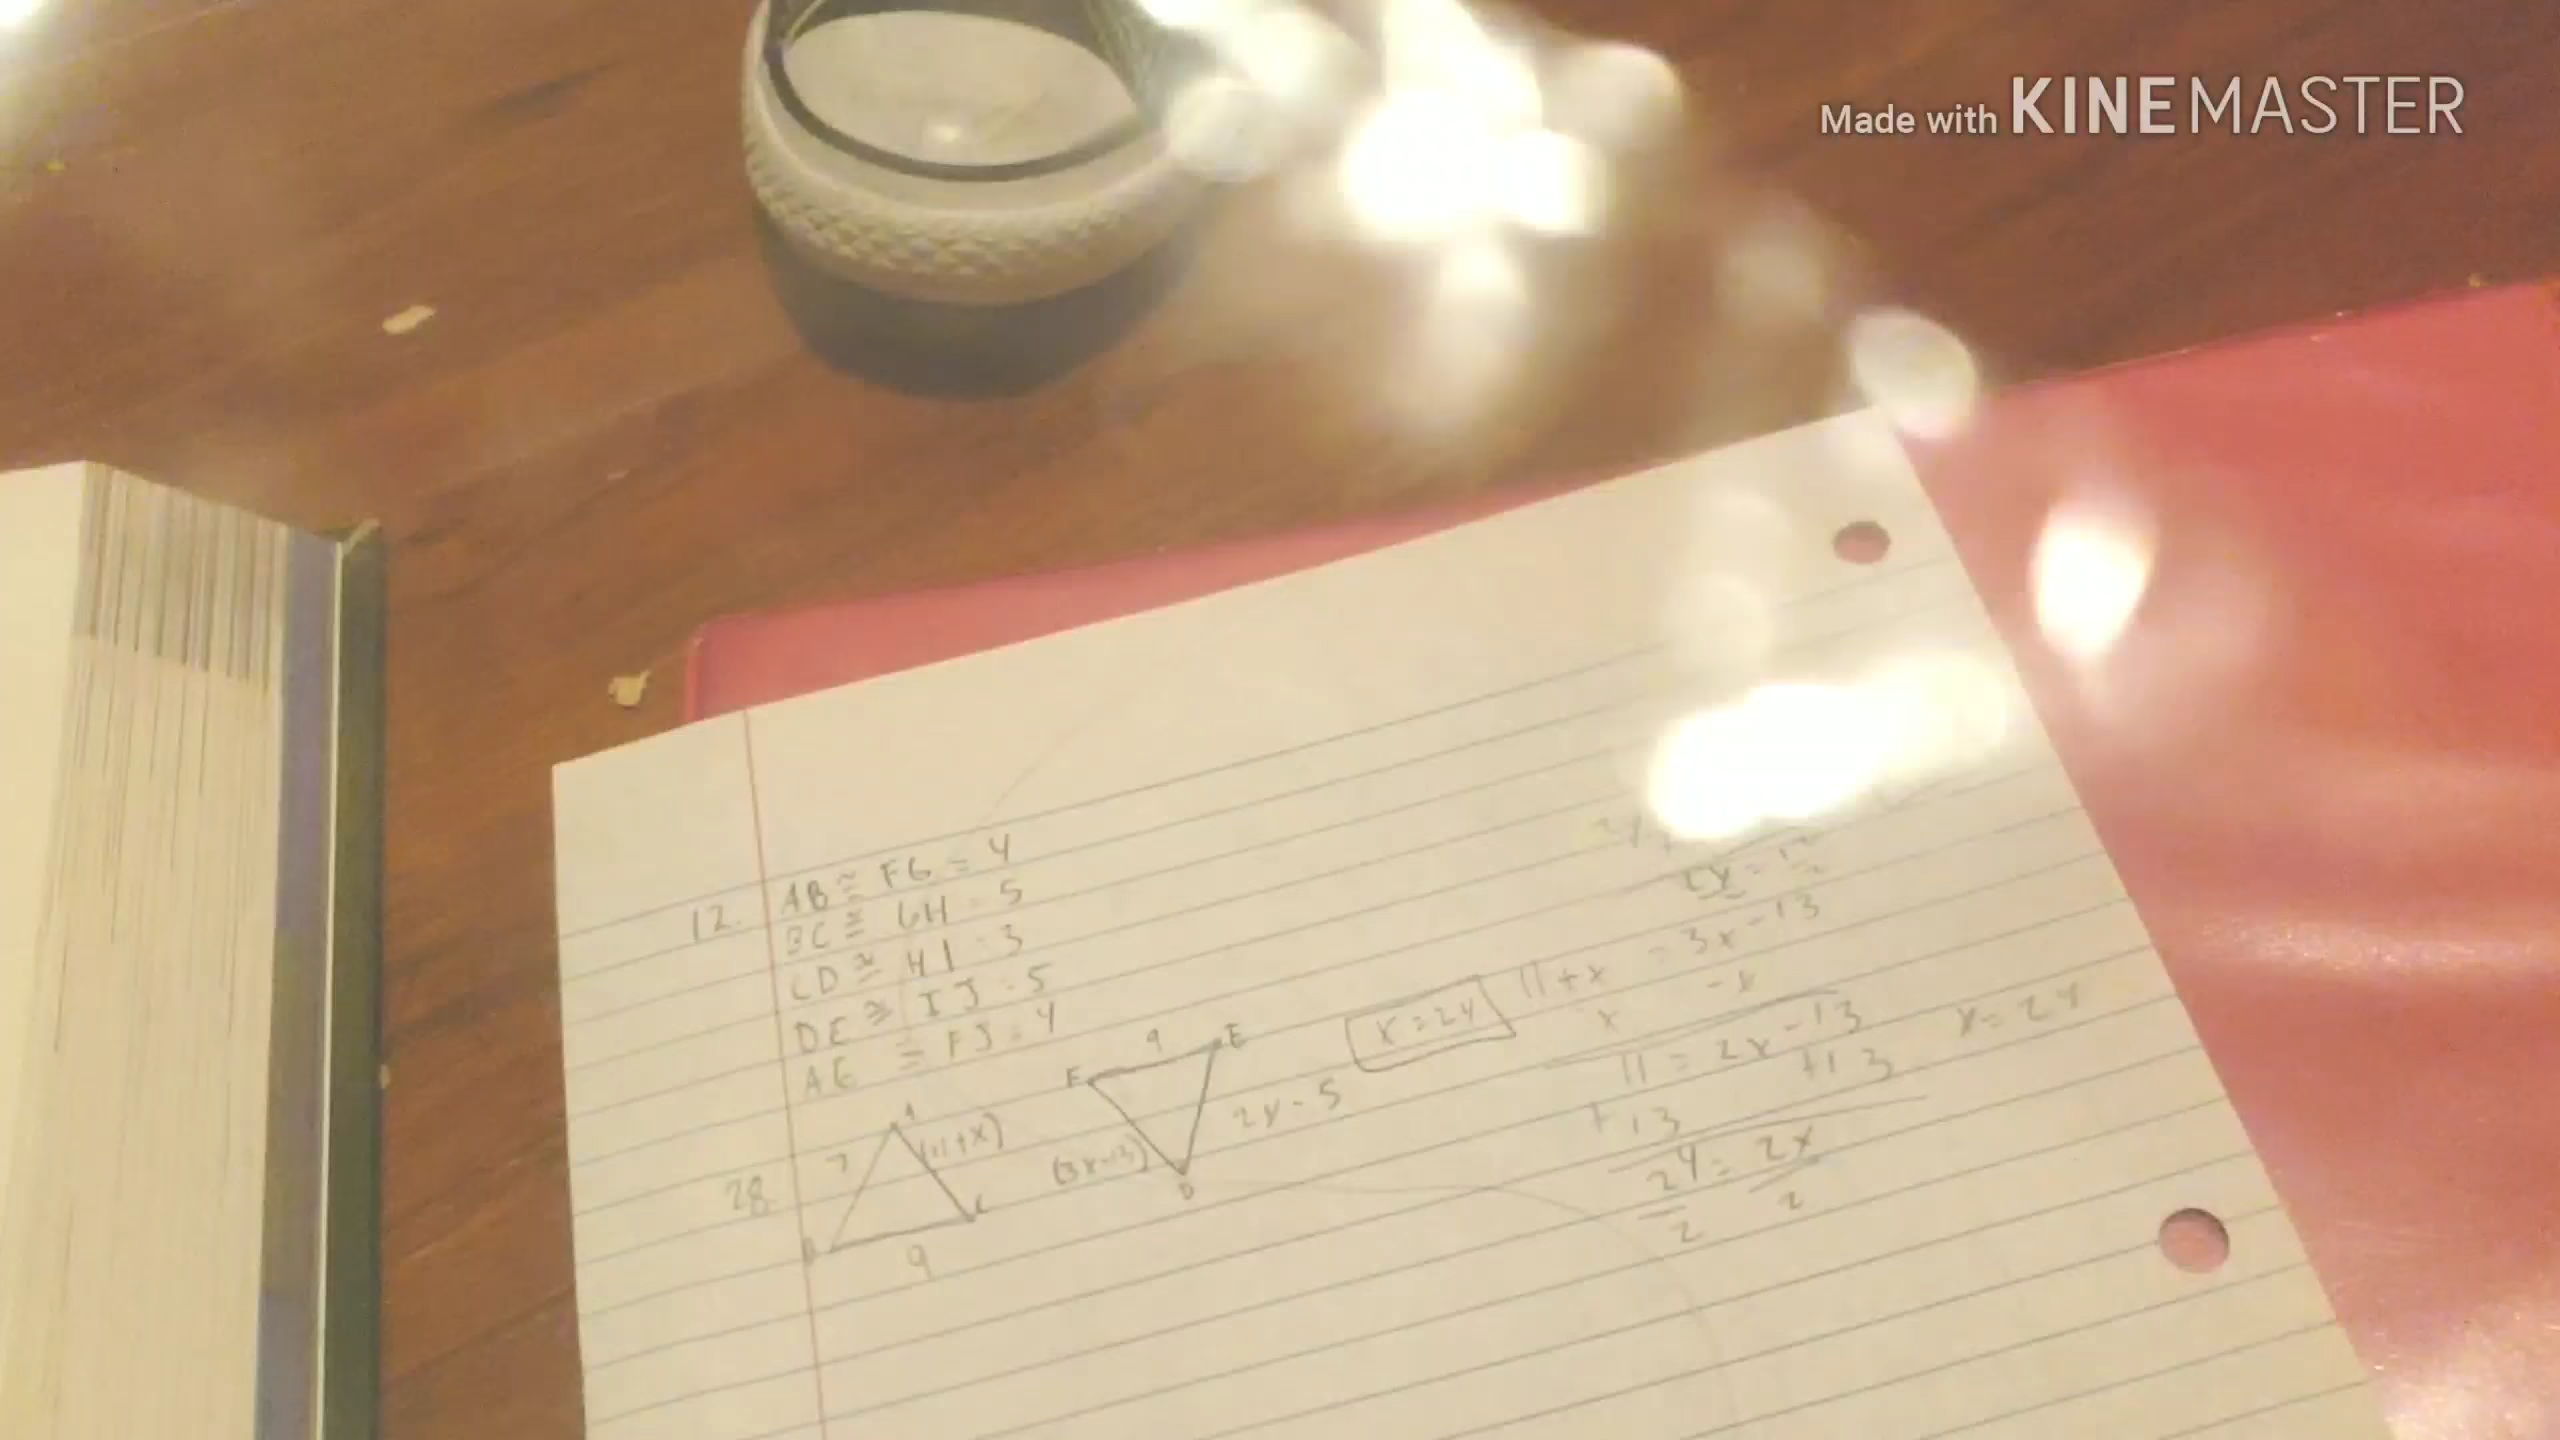 Made with KINEMASTER
12. AB ≅ FG = 4
BC ≅ GH = 5
CD ≅ HI = 3
DE ≅ IJ = 5
AE ≅ FJ = 4
2y = 12
11 + x = 3x - 13
x -x
x = 24
11 = 2x - 13
x = 24
+13 +13
24 = 2x
2 2
28. A
7
(11+x)
C
9
F 9 E
(3x-13)
2y - 5
D